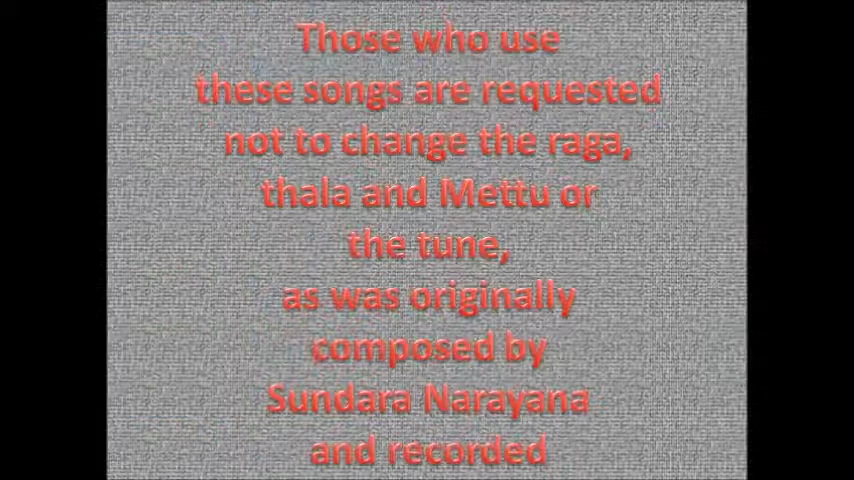 Those who use
these songs are requested
not to change the raga,
thala and Mettu or
the tune,
as was originally
composed by
Sundara Narayana
and recorded